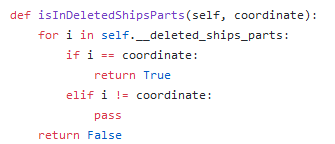 def isInDeletedShipsParts(self, coordinate):
    for i in self.__deleted_ships_parts:
        if i == coordinate:
            return True
        elif i != coordinate:
            pass
    return False